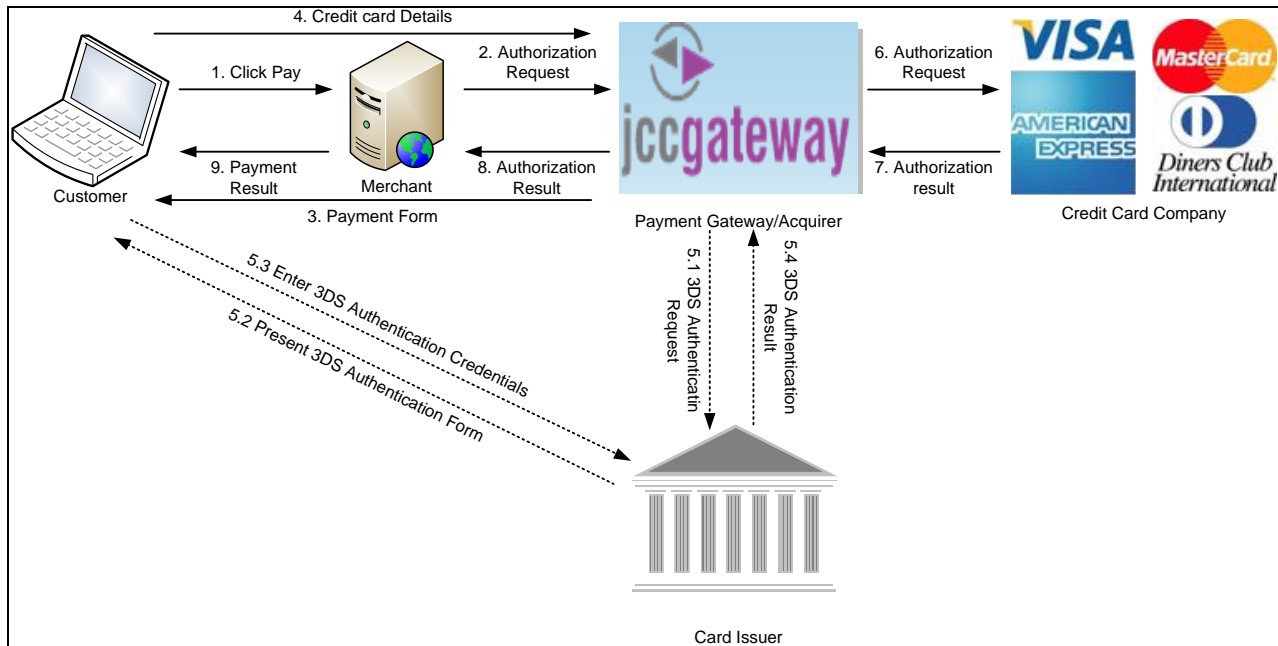 4. Credit card Details
1. Click Pay
2. Authorization
Request
6. Authorization
Request
VISA
MasterCard
jccgateway
AMERICAN
EXPRESS
9. Payment
Result
Merchant
8. Authorization
Result
7. Authorization
result
Diners Club
International
Customer
3. Payment Form
Payment Gateway/Acquirer
Credit Card Company
5.3 Enter 3DS Authentication Credentials
5.2 Present 3DS Authentication Form
5.1 3DS Authenticatin
Request
5.4 3DS Authentication
Result
Card Issuer